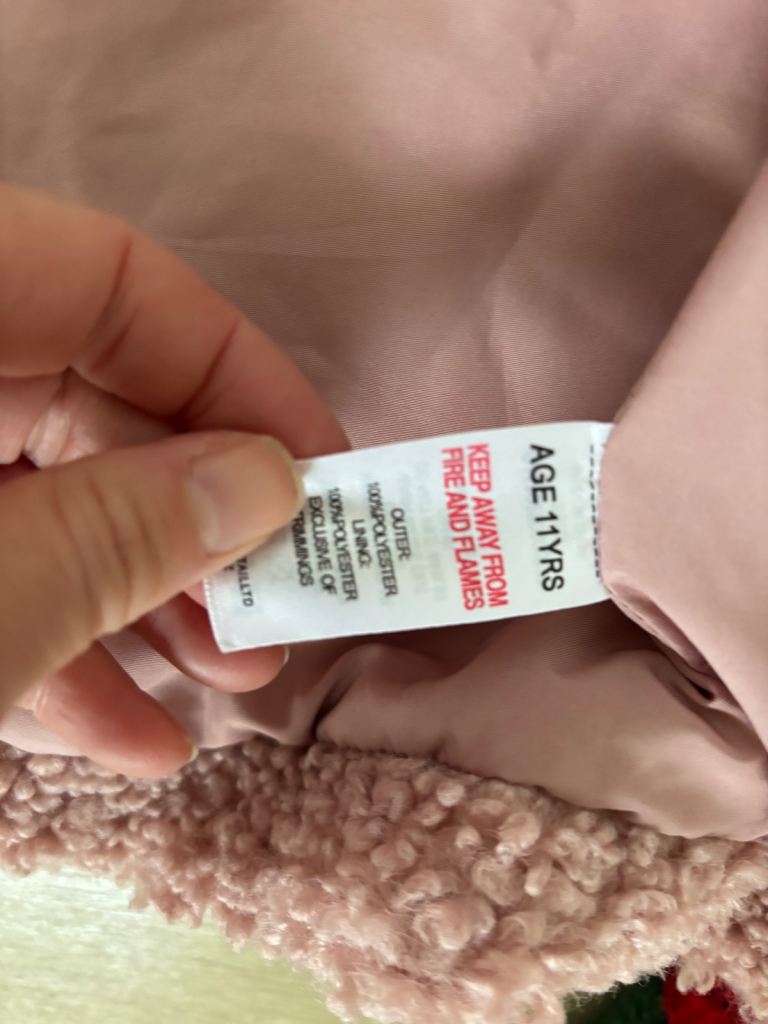 AGE 11YRS
KEEP AWAY FROM
FIRE AND FLAMES
OUTER:
100%POLYESTER
LINING:
100%POLYESTER
EXCLUSIVE OF
TRIMMINGS